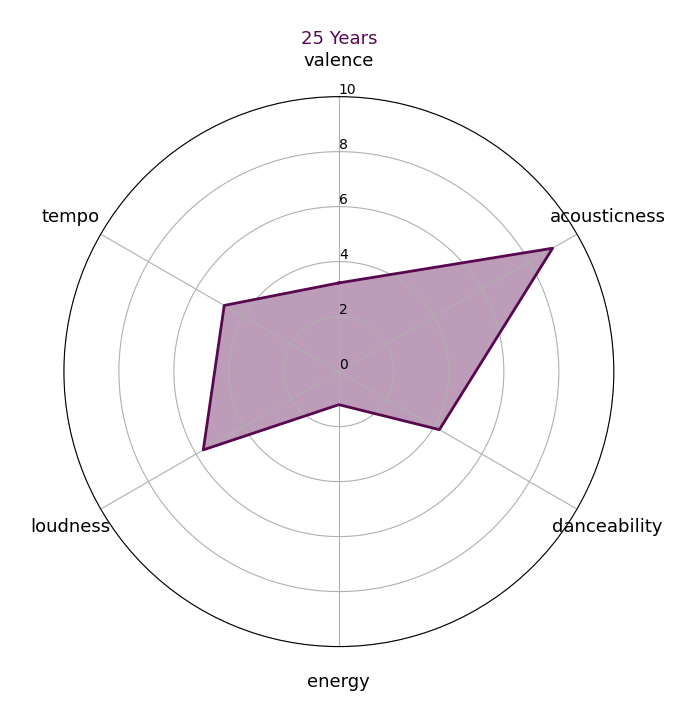 25 Years
valence
10
8
6
4
2
0
tempo
acousticness
loudness
danceability
energy